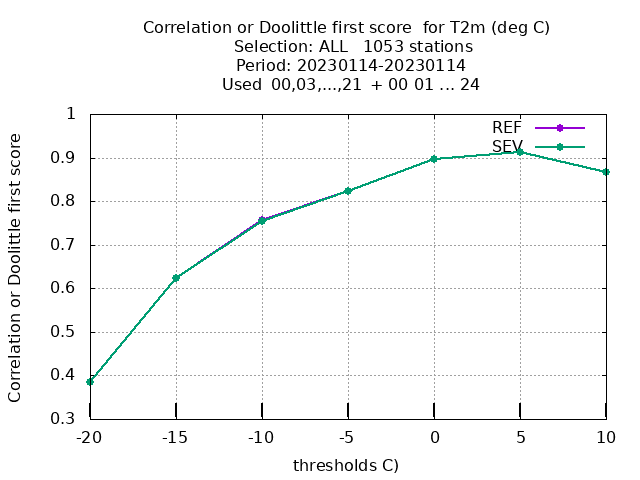 Correlation or Doolittle first score  for T2m (deg C)
Selection: ALL   1053 stations
Period: 20230114-20230114
Used  00,03,...,21  + 00 01 ... 24
Correlation or Doolittle first score
1
0.9
0.8
0.7
0.6
0.5
0.4
0.3
REF
SEV
-20 -15 -10 -5 0 5 10
thresholds C)